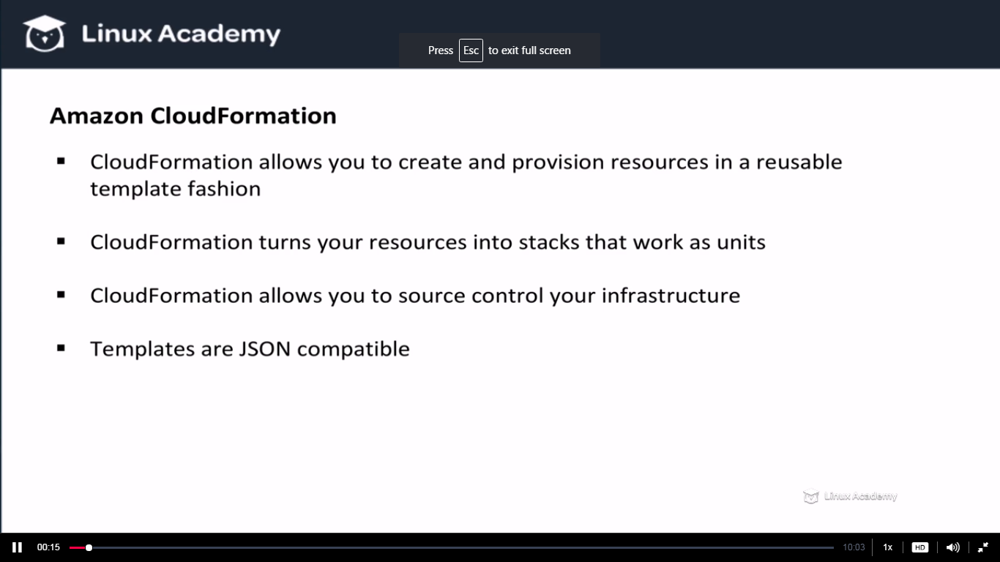 Linux Academy
Press Esc to exit full screen
Amazon CloudFormation
▪ CloudFormation allows you to create and provision resources in a reusable
template fashion
▪ CloudFormation turns your resources into stacks that work as units
▪ CloudFormation allows you to source control your infrastructure
▪ Templates are JSON compatible
Linux Academy
00:15 10:03 1x HD